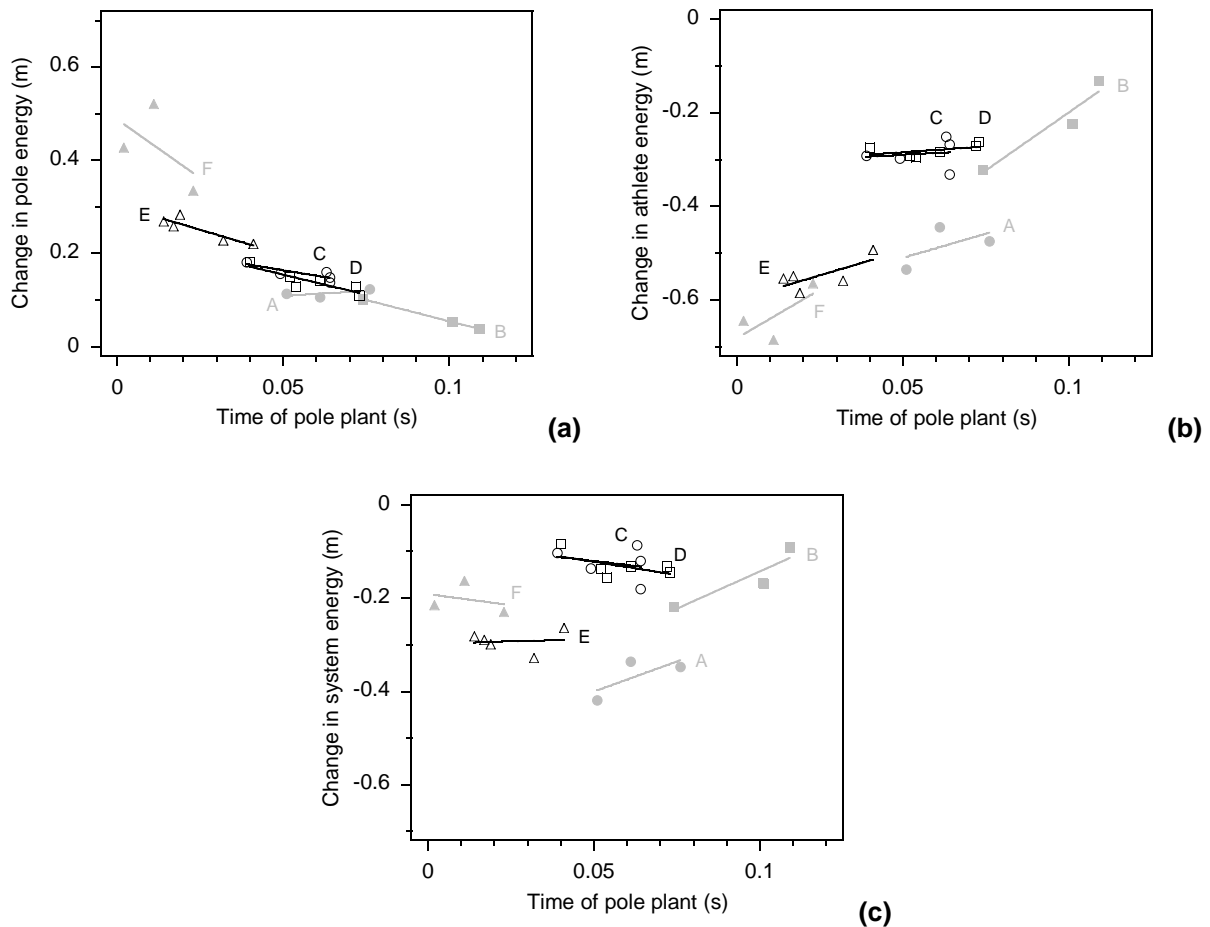 Change in pole energy (m)
0.6
0.4
0.2
0
F
E
C
D
A
B
0
0.05
0.1
Time of pole plant (s)
(a)
Change in athlete energy (m)
0
-0.2
-0.4
-0.6
B
C
D
A
E
F
0
0.05
0.1
Time of pole plant (s)
(b)
Change in system energy (m)
0
-0.2
-0.4
-0.6
C
D
B
F
E
A
0
0.05
0.1
Time of pole plant (s)
(c)